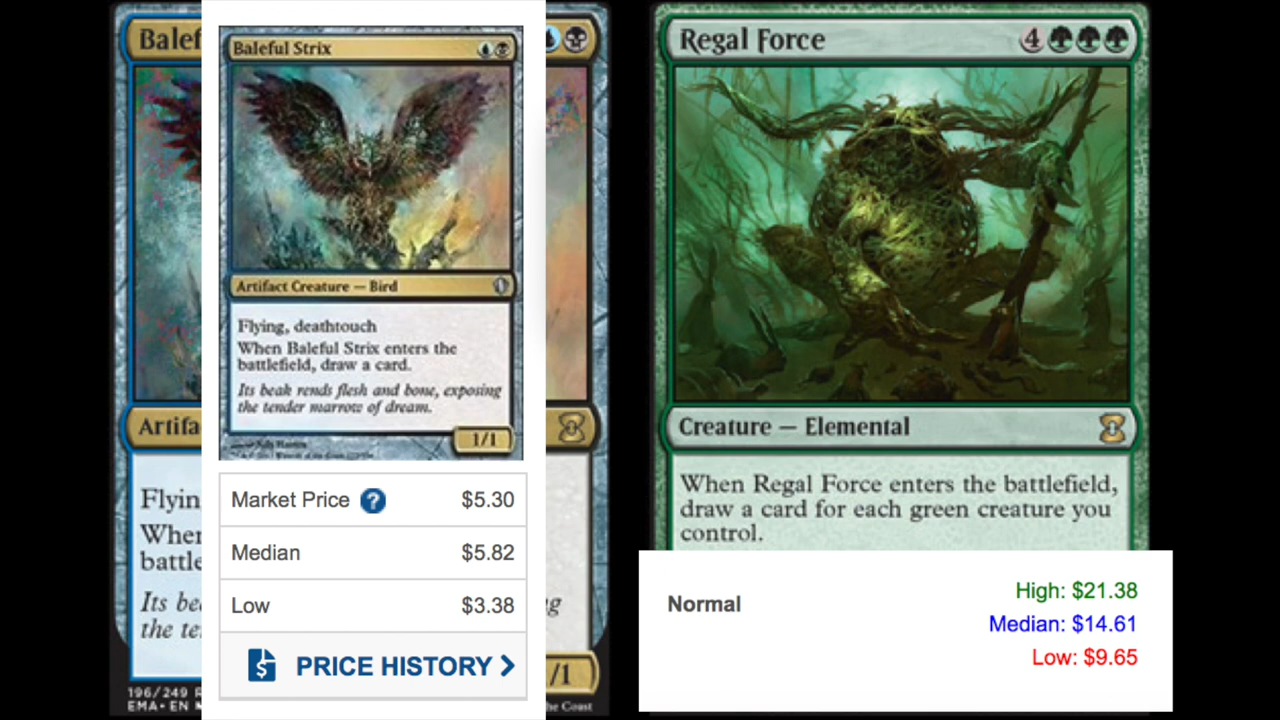 Balef
Artifa
Flyin
When
battle
Its be
the te
196/249 R
EMA • EN
Baleful Strix
Artifact Creature — Bird
Flying, deathtouch
When Baleful Strix enters the
battlefield, draw a card.
Its beak rends flesh and bone, exposing
the tender marrow of dream.
1/1
Market Price ? $5.30
Median $5.82
Low $3.38
$ PRICE HISTORY
ng
/1
he Coast
Regal Force 4
Creature — Elemental
When Regal Force enters the battlefield,
draw a card for each green creature you
control.
Normal
High: $21.38
Median: $14.61
Low: $9.65